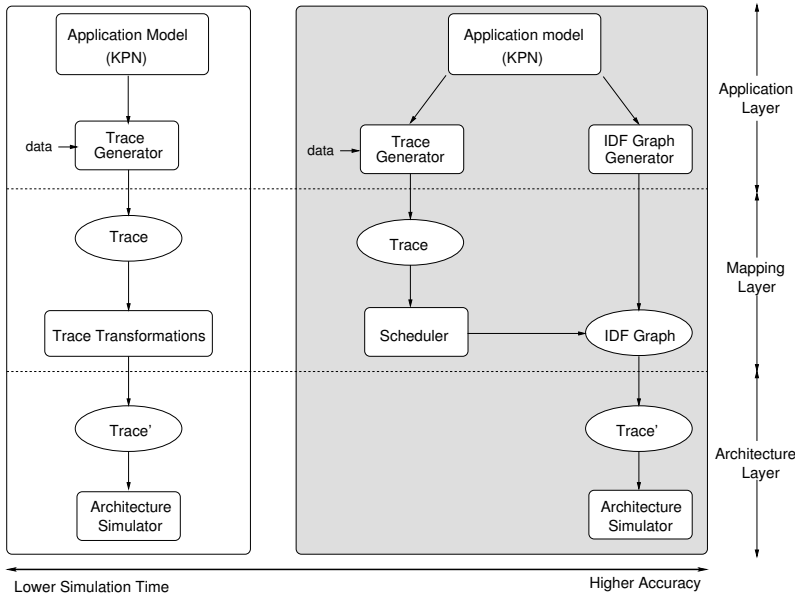 Application Model
(KPN)
data
Trace
Generator
Trace
Trace Transformations
Trace'
Architecture
Simulator
Application model
(KPN)
data
Trace
Generator
IDF Graph
Generator
Trace
Scheduler
IDF Graph
Trace'
Architecture
Simulator
Application
Layer
Mapping
Layer
Architecture
Layer
Lower Simulation Time
Higher Accuracy